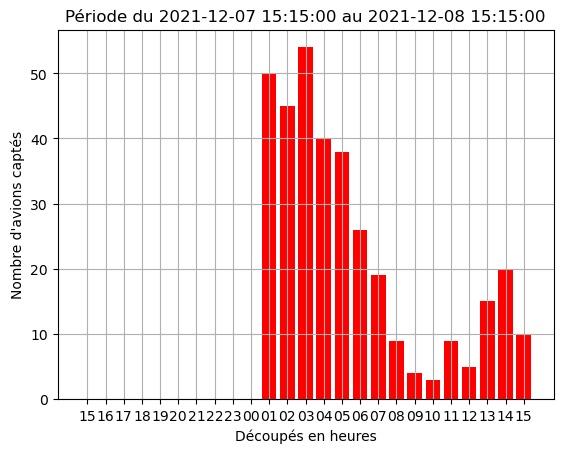 Période du 2021-12-07 15:15:00 au 2021-12-08 15:15:00
Nombre d'avions captés
50
40
30
20
10
0
15 16 17 18 19 20 21 22 23 00 01 02 03 04 05 06 07 08 09 10 11 12 13 14 15
Découpés en heures